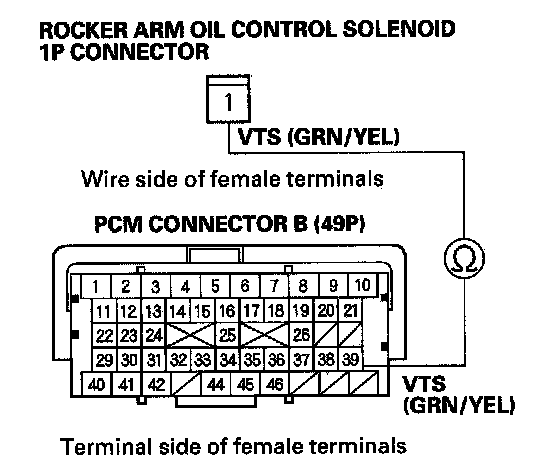 ROCKER ARM OIL CONTROL SOLENOID
1P CONNECTOR
1
VTS (GRN/YEL)
Wire side of female terminals
PCM CONNECTOR B (49P)
Ω
1 2 3 4 5 6 7 8 9 10
11 12 13 14 15 16 17 18 19 20 21
22 23 24 25 26
29 30 31 32 33 34 35 36 37 38 39
40 41 42 44 45 46
VTS
(GRN/YEL)
Terminal side of female terminals